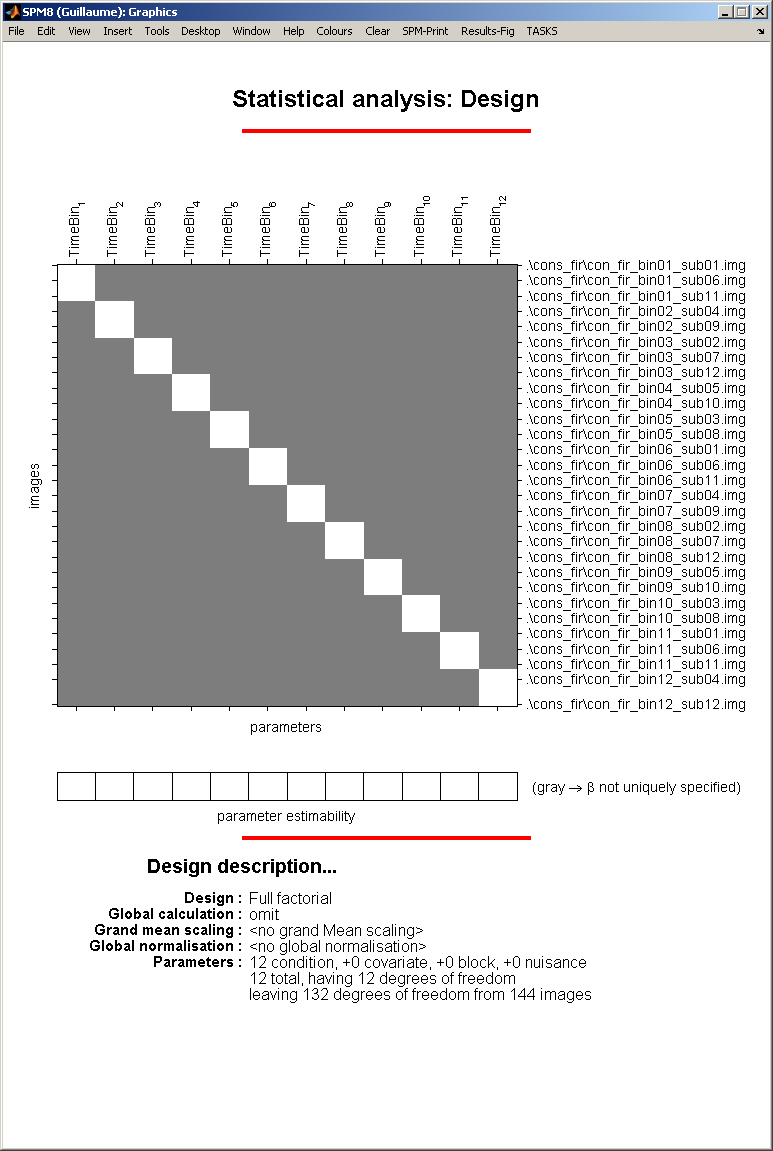 SPM8 (Guillaume): Graphics
File Edit View Insert Tools Desktop Window Help Colours Clear SPM-Print Results-Fig TASKS
Statistical analysis: Design
TimeBin1
TimeBin2
TimeBin3
TimeBin4
TimeBin5
TimeBin6
TimeBin7
TimeBin8
TimeBin9
TimeBin10
TimeBin11
TimeBin12
images
.\cons_fir\con_fir_bin01_sub01.img
.\cons_fir\con_fir_bin01_sub06.img
.\cons_fir\con_fir_bin01_sub11.img
.\cons_fir\con_fir_bin02_sub04.img
.\cons_fir\con_fir_bin02_sub09.img
.\cons_fir\con_fir_bin03_sub02.img
.\cons_fir\con_fir_bin03_sub07.img
.\cons_fir\con_fir_bin03_sub12.img
.\cons_fir\con_fir_bin04_sub05.img
.\cons_fir\con_fir_bin04_sub10.img
.\cons_fir\con_fir_bin05_sub03.img
.\cons_fir\con_fir_bin05_sub08.img
.\cons_fir\con_fir_bin06_sub01.img
.\cons_fir\con_fir_bin06_sub06.img
.\cons_fir\con_fir_bin06_sub11.img
.\cons_fir\con_fir_bin07_sub04.img
.\cons_fir\con_fir_bin07_sub09.img
.\cons_fir\con_fir_bin08_sub02.img
.\cons_fir\con_fir_bin08_sub07.img
.\cons_fir\con_fir_bin08_sub12.img
.\cons_fir\con_fir_bin09_sub05.img
.\cons_fir\con_fir_bin09_sub10.img
.\cons_fir\con_fir_bin10_sub03.img
.\cons_fir\con_fir_bin10_sub08.img
.\cons_fir\con_fir_bin11_sub01.img
.\cons_fir\con_fir_bin11_sub06.img
.\cons_fir\con_fir_bin11_sub11.img
.\cons_fir\con_fir_bin12_sub04.img
.\cons_fir\con_fir_bin12_sub12.img
parameters
(gray → β not uniquely specified)
parameter estimability
Design description...
Design : Full factorial
Global calculation : omit
Grand mean scaling : <no grand Mean scaling>
Global normalisation : <no global normalisation>
Parameters : 12 condition, +0 covariate, +0 block, +0 nuisance
12 total, having 12 degrees of freedom
leaving 132 degrees of freedom from 144 images